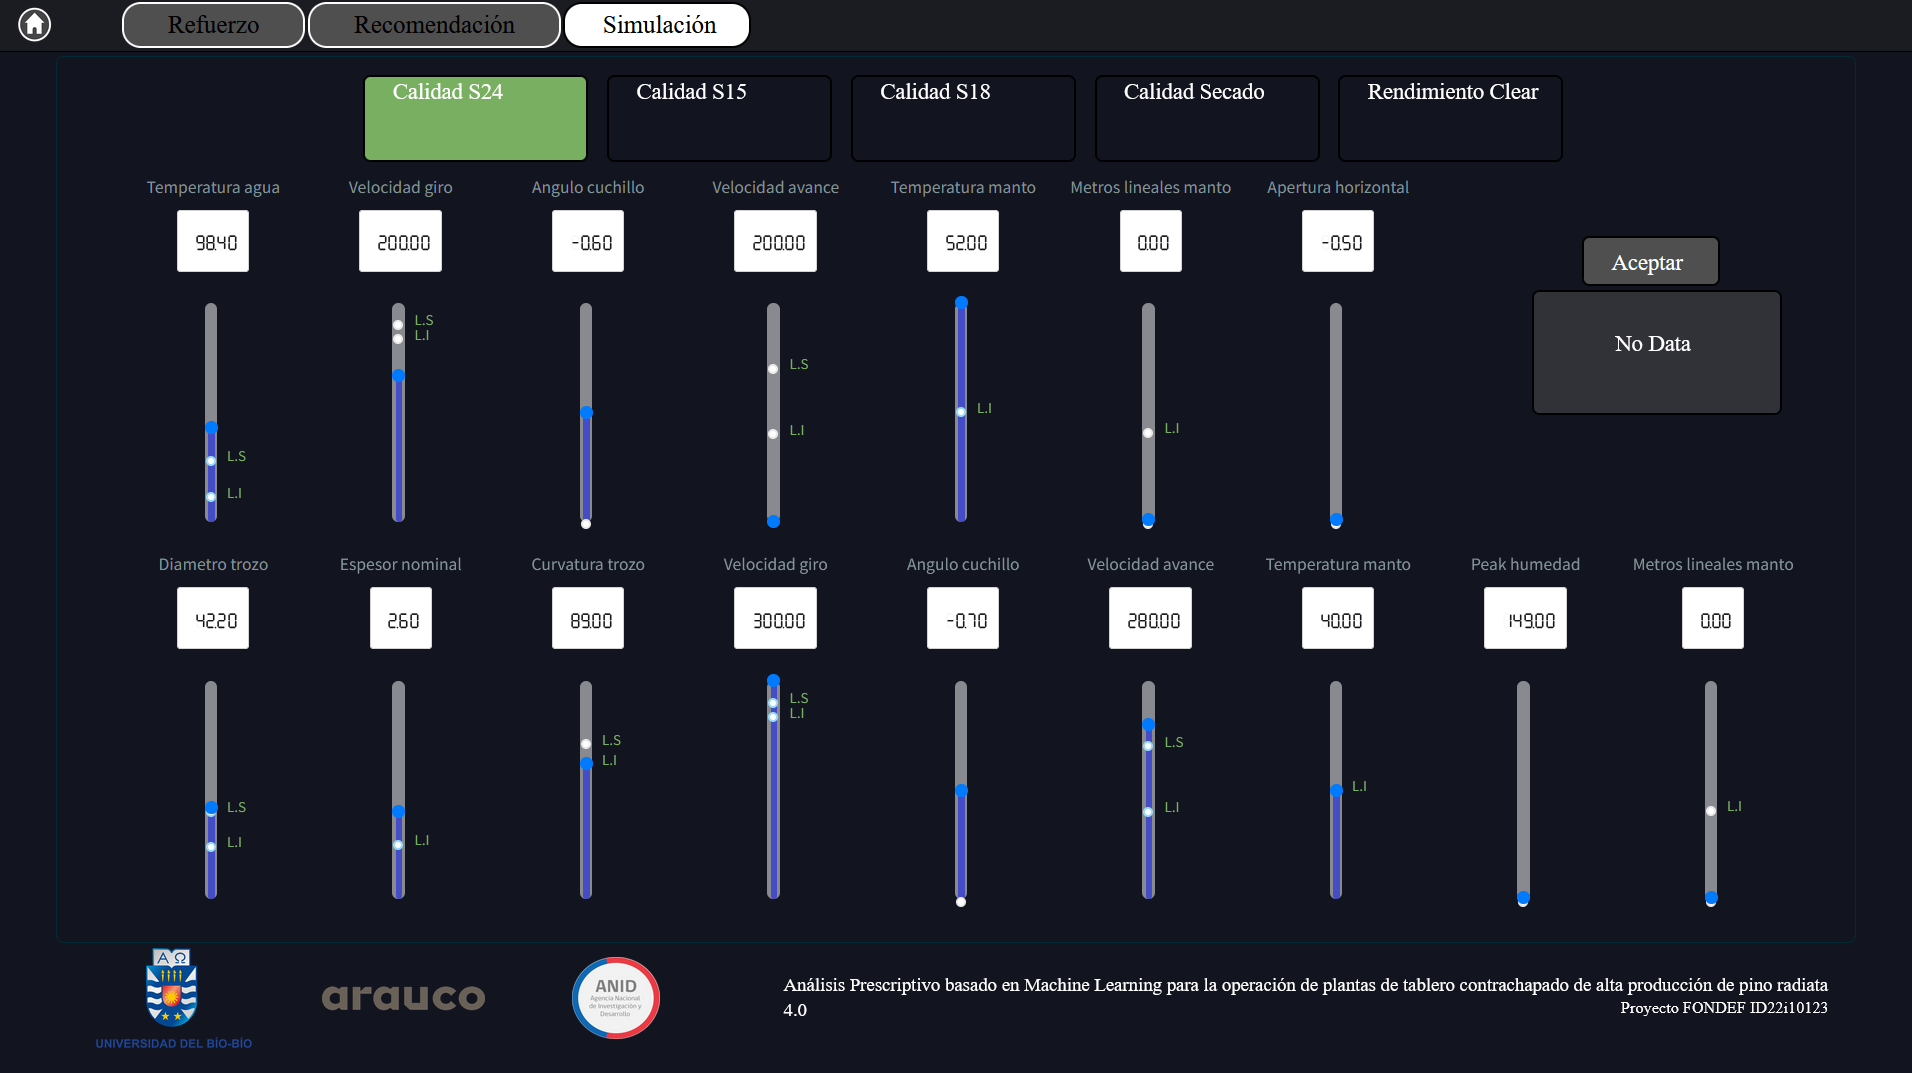 Refuerzo Recomendación Simulación
Calidad S24 Calidad S15 Calidad S18 Calidad Secado Rendimiento Clear
Temperatura agua Velocidad giro Angulo cuchillo Velocidad avance Temperatura manto Metros lineales manto Apertura horizontal
98.40 200.00 -0.60 200.00 52.00 0.00 -0.50
Aceptar
No Data
L.S
L.I
L.S
L.I
L.S
L.I
L.I
L.I
Diametro trozo Espesor nominal Curvatura trozo Velocidad giro Angulo cuchillo Velocidad avance Temperatura manto Peak humedad Metros lineales manto
42.20 2.60 89.00 300.00 -0.70 280.00 40.00 149.00 0.00
L.S
L.I
L.I
L.S
L.I
L.S
L.I
L.S
L.I
L.I
L.I
ΑΩ
UNIVERSIDAD DEL BÍO-BÍO
arauco
ANID
Agencia Nacional
de Investigación y
Desarrollo
Análisis Prescriptivo basado en Machine Learning para la operación de plantas de tablero contrachapado de alta producción de pino radiata
4.0
Proyecto FONDEF ID22i10123